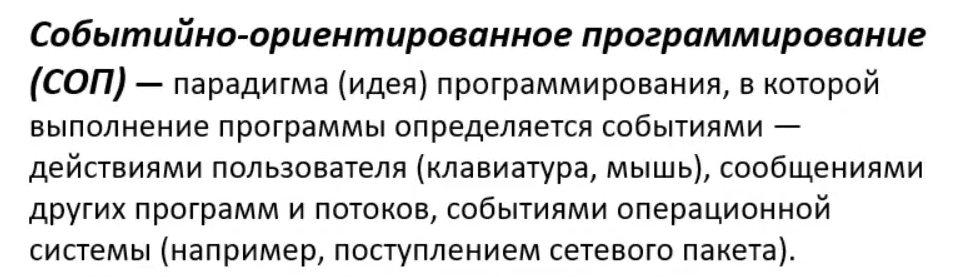 Событийно-ориентированное программирование
(СОП) — парадигма (идея) программирования, в которой
выполнение программы определяется событиями —
действиями пользователя (клавиатура, мышь), сообщениями
других программ и потоков, событиями операционной
системы (например, поступлением сетевого пакета).